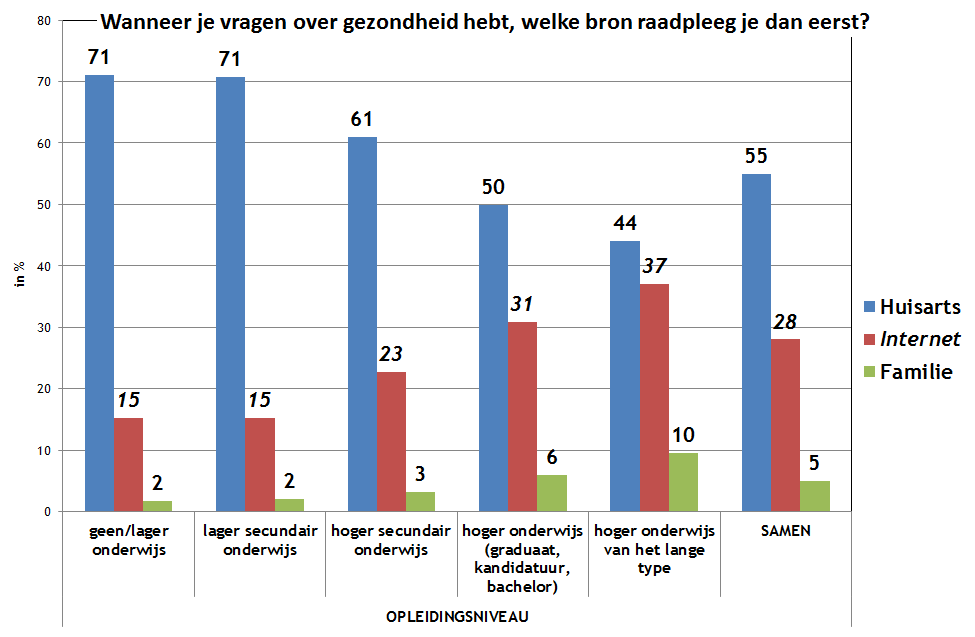 Wanneer je vragen over gezondheid hebt, welke bron raadpleeg je dan eerst?
80
70
60
50
40
30
20
10
0
in %
71
15
2
71
15
2
61
23
3
50
31
6
44
37
10
55
28
5
geen/lager
onderwijs
lager secundair
onderwijs
hoger secundair
onderwijs
hoger onderwijs
(graduaat,
kandidatuur,
bachelor)
hoger onderwijs
van het lange
type
SAMEN
OPLEIDINGSNIVEAU
Huisarts
Internet
Familie